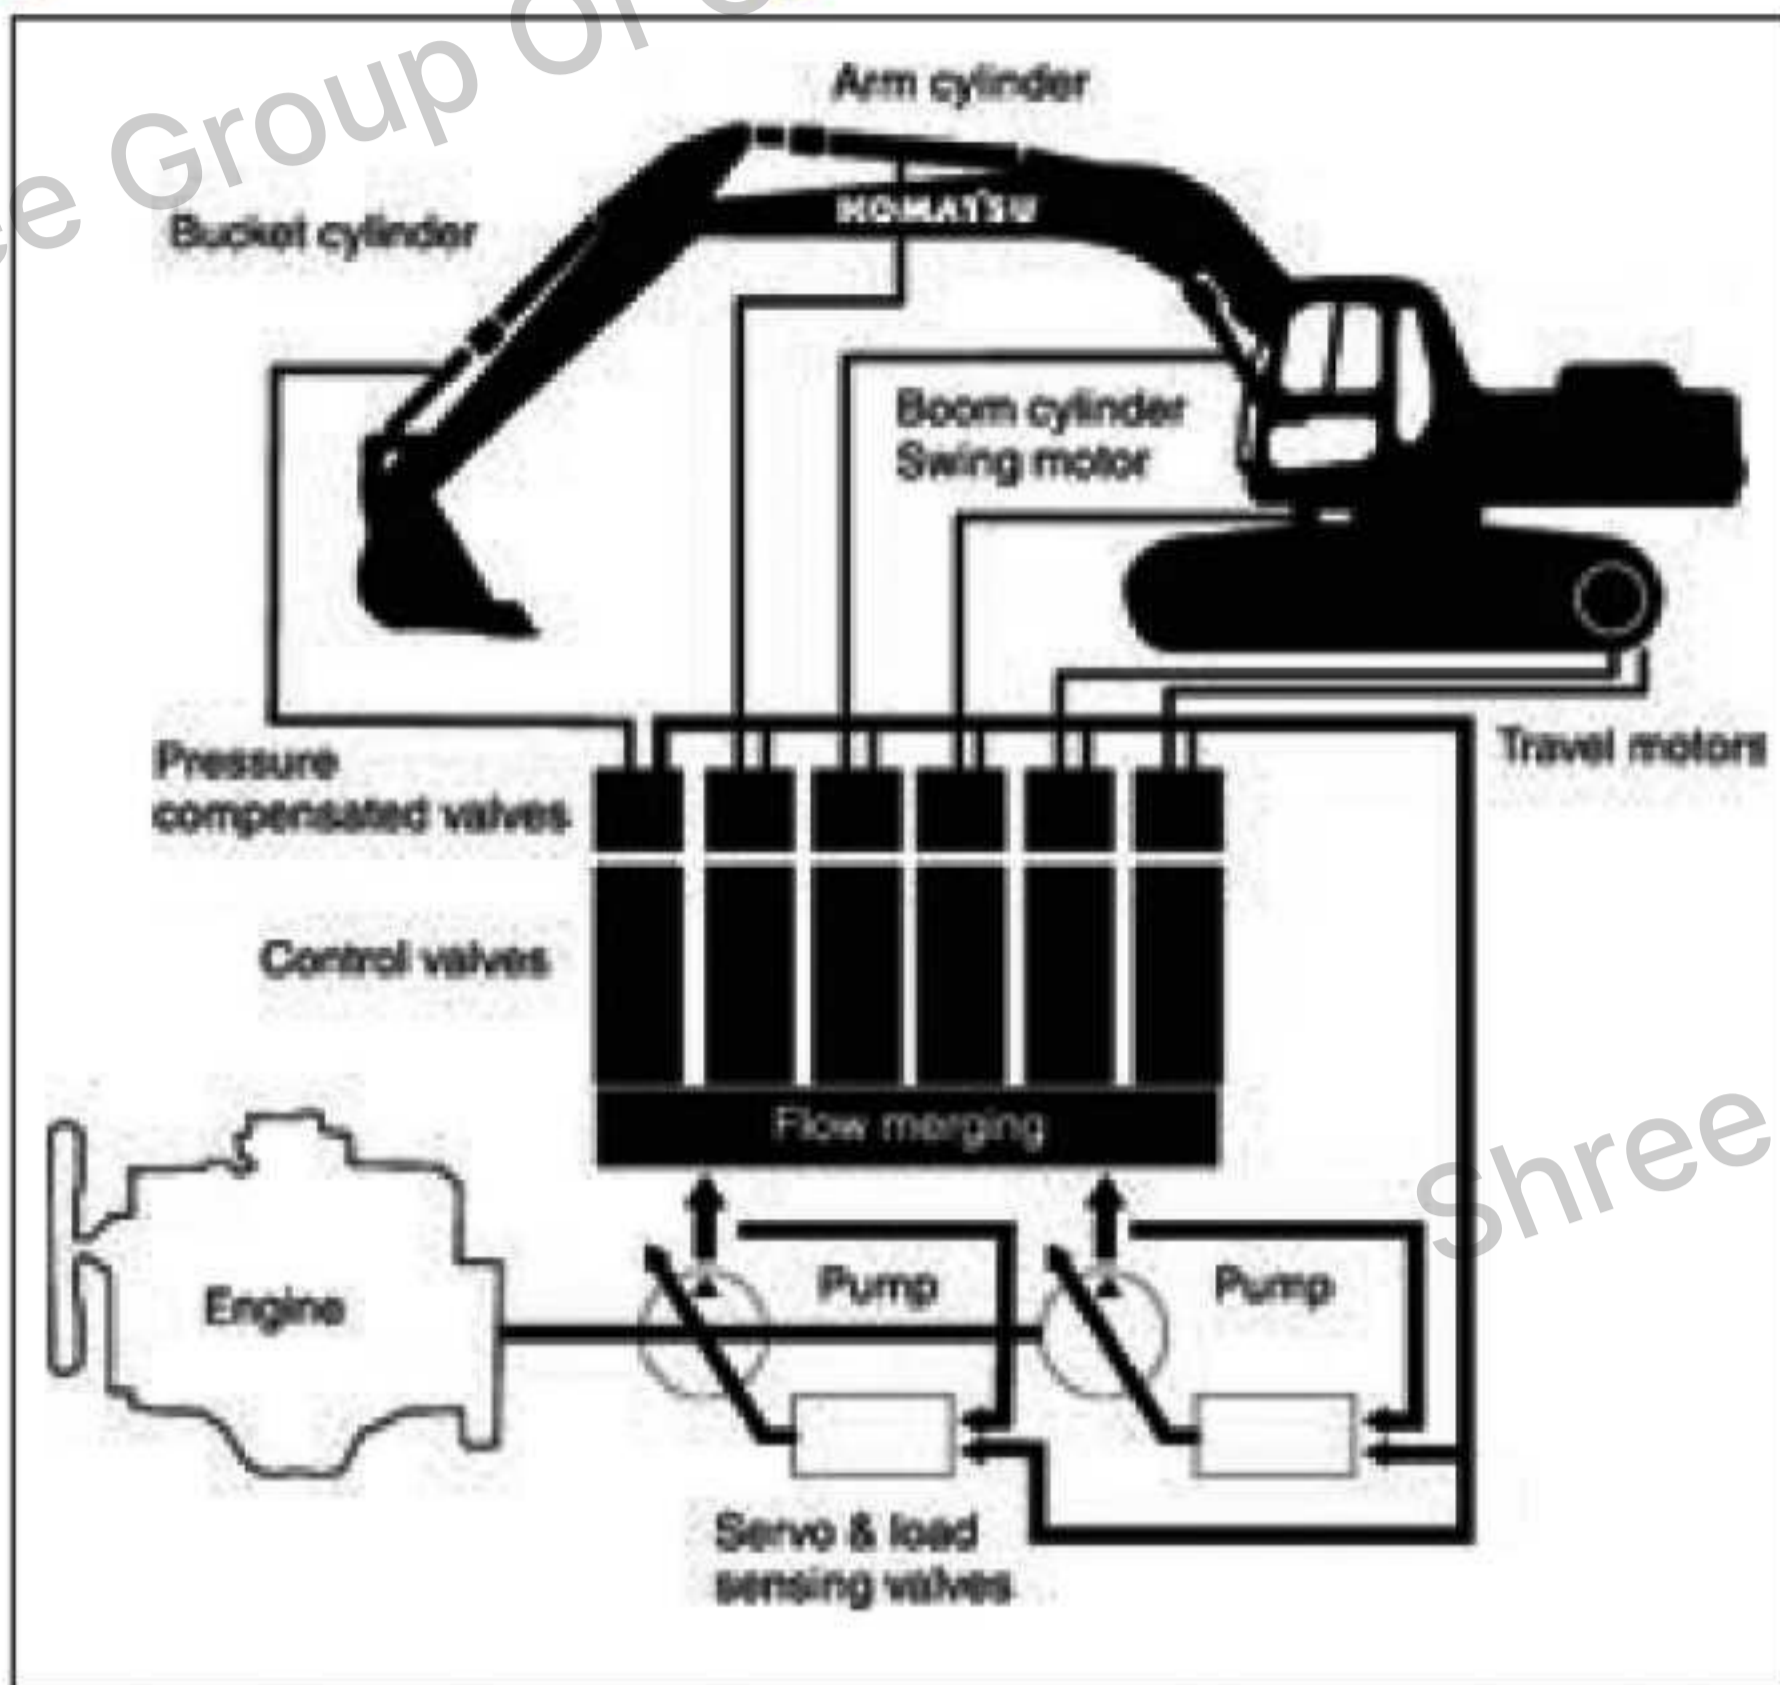 ee Group Of
Arm cylinder
KOMATSU
Bucket cylinder
Boom cylinder
Swing motor
Pressure
compensated valves
Travel motors
Control valves
Flow merging
Shree
Engine
Pump
Pump
Servo & load
sensing valves